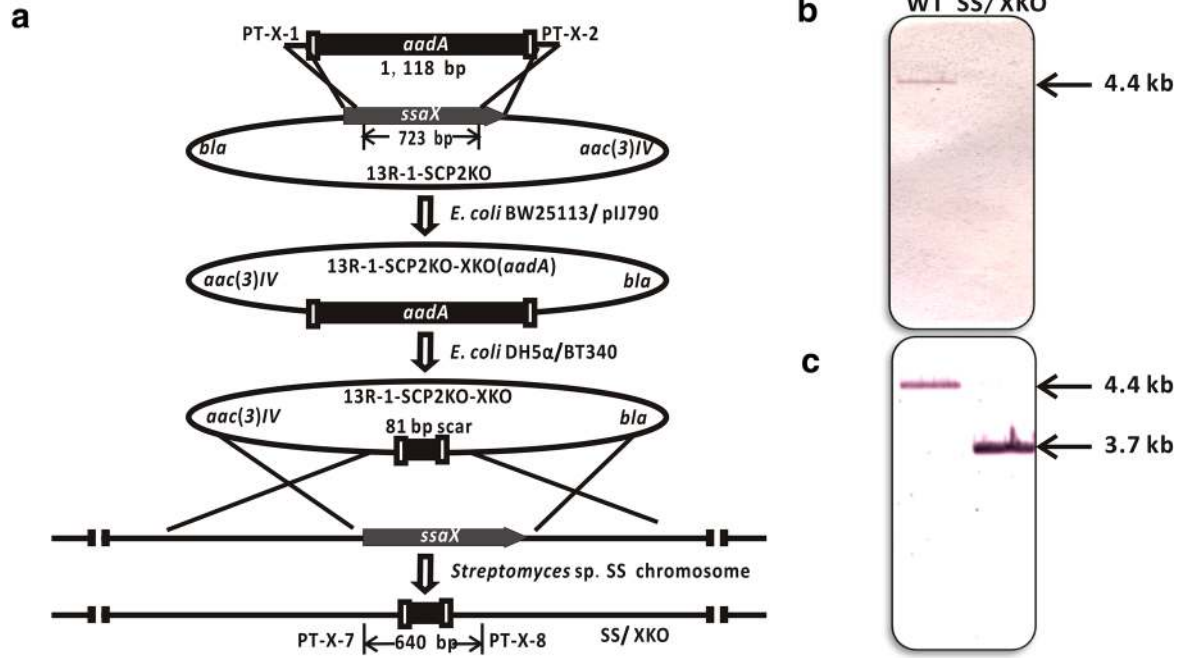 a
PT-X-1 aadA PT-X-2
1, 118 bp
ssaX
723 bp
bla aac(3)IV
13R-1-SCP2KO
E. coli BW25113/ pIJ790
13R-1-SCP2KO-XKO(aadA)
aac(3)IV bla
aadA
E. coli DH5α/BT340
13R-1-SCP2KO-XKO
aac(3)IV bla
81 bp scar
ssaX
Streptomyces sp. SS chromosome
PT-X-7 640 bp PT-X-8 SS/ XKO
b
WT SS/ XKO
4.4 kb
c
4.4 kb
3.7 kb